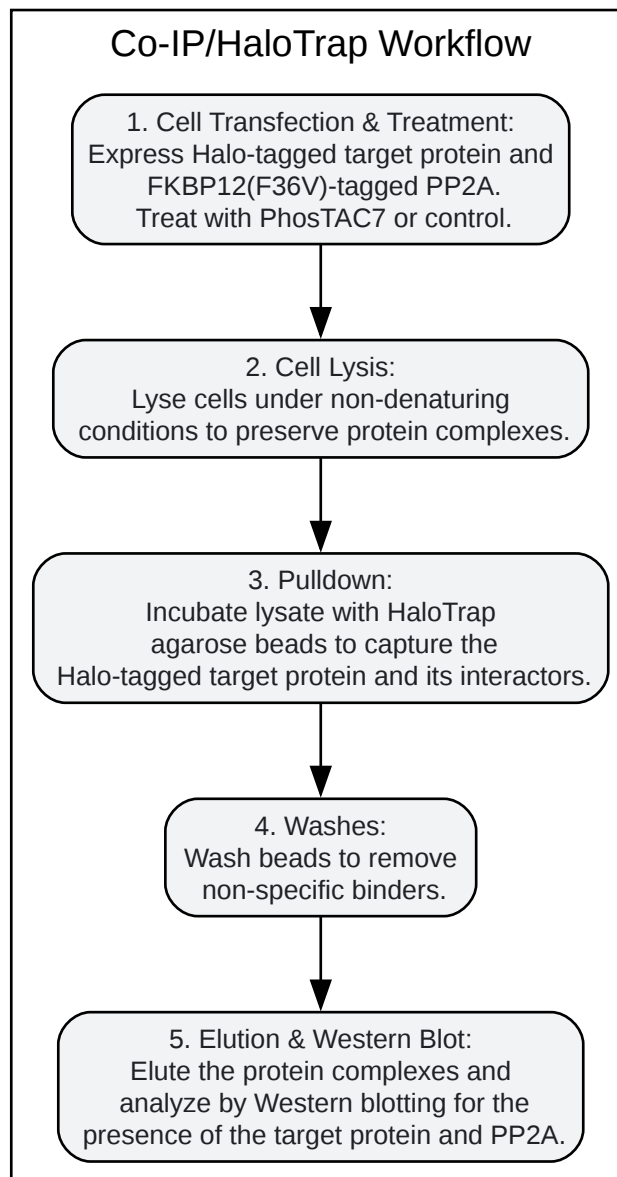 Co-IP/HaloTrap Workflow
1. Cell Transfection & Treatment:
Express Halo-tagged target protein and
FKBP12(F36V)-tagged PP2A.
Treat with PhosTAC7 or control.
2. Cell Lysis:
Lyse cells under non-denaturing
conditions to preserve protein complexes.
3. Pulldown:
Incubate lysate with HaloTrap
agarose beads to capture the
Halo-tagged target protein and its interactors.
4. Washes:
Wash beads to remove
non-specific binders.
5. Elution & Western Blot:
Elute the protein complexes and
analyze by Western blotting for the
presence of the target protein and PP2A.